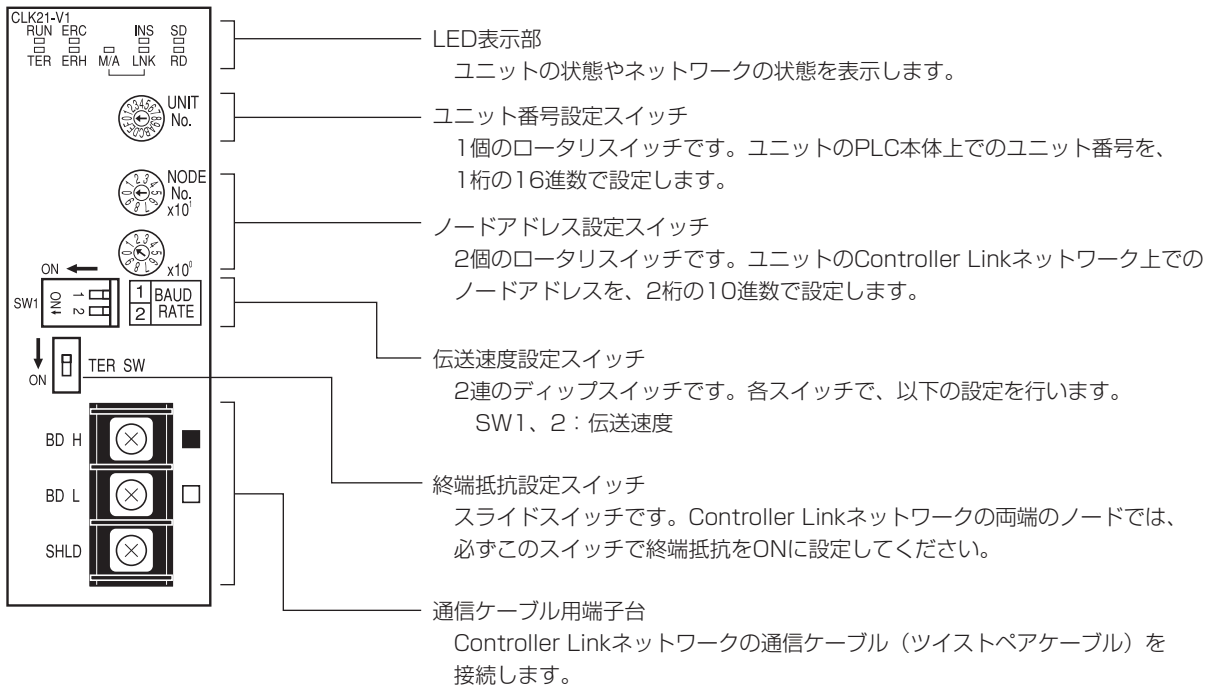 CLK21-V1
RUN ERC INS SD
TER ERH M/A LNK RD
UNIT
No.
NODE
No.
x10¹
x10⁰
ON
SW1
ON
1
2
1 BAUD
2 RATE
ON
TER SW
BD H
BD L
SHLD
LED表示部
ユニットの状態やネットワークの状態を表示します。
ユニット番号設定スイッチ
1個のロータリスイッチです。ユニットのPLC本体上でのユニット番号を、
1桁の16進数で設定します。
ノードアドレス設定スイッチ
2個のロータリスイッチです。ユニットのController Linkネットワーク上での
ノードアドレスを、2桁の10進数で設定します。
伝送速度設定スイッチ
2連のディップスイッチです。各スイッチで、以下の設定を行います。
SW1、2：伝送速度
終端抵抗設定スイッチ
スライドスイッチです。Controller Linkネットワークの両端のノードでは、
必ずこのスイッチで終端抵抗をONに設定してください。
通信ケーブル用端子台
Controller Linkネットワークの通信ケーブル（ツイストペアケーブル）を
接続します。